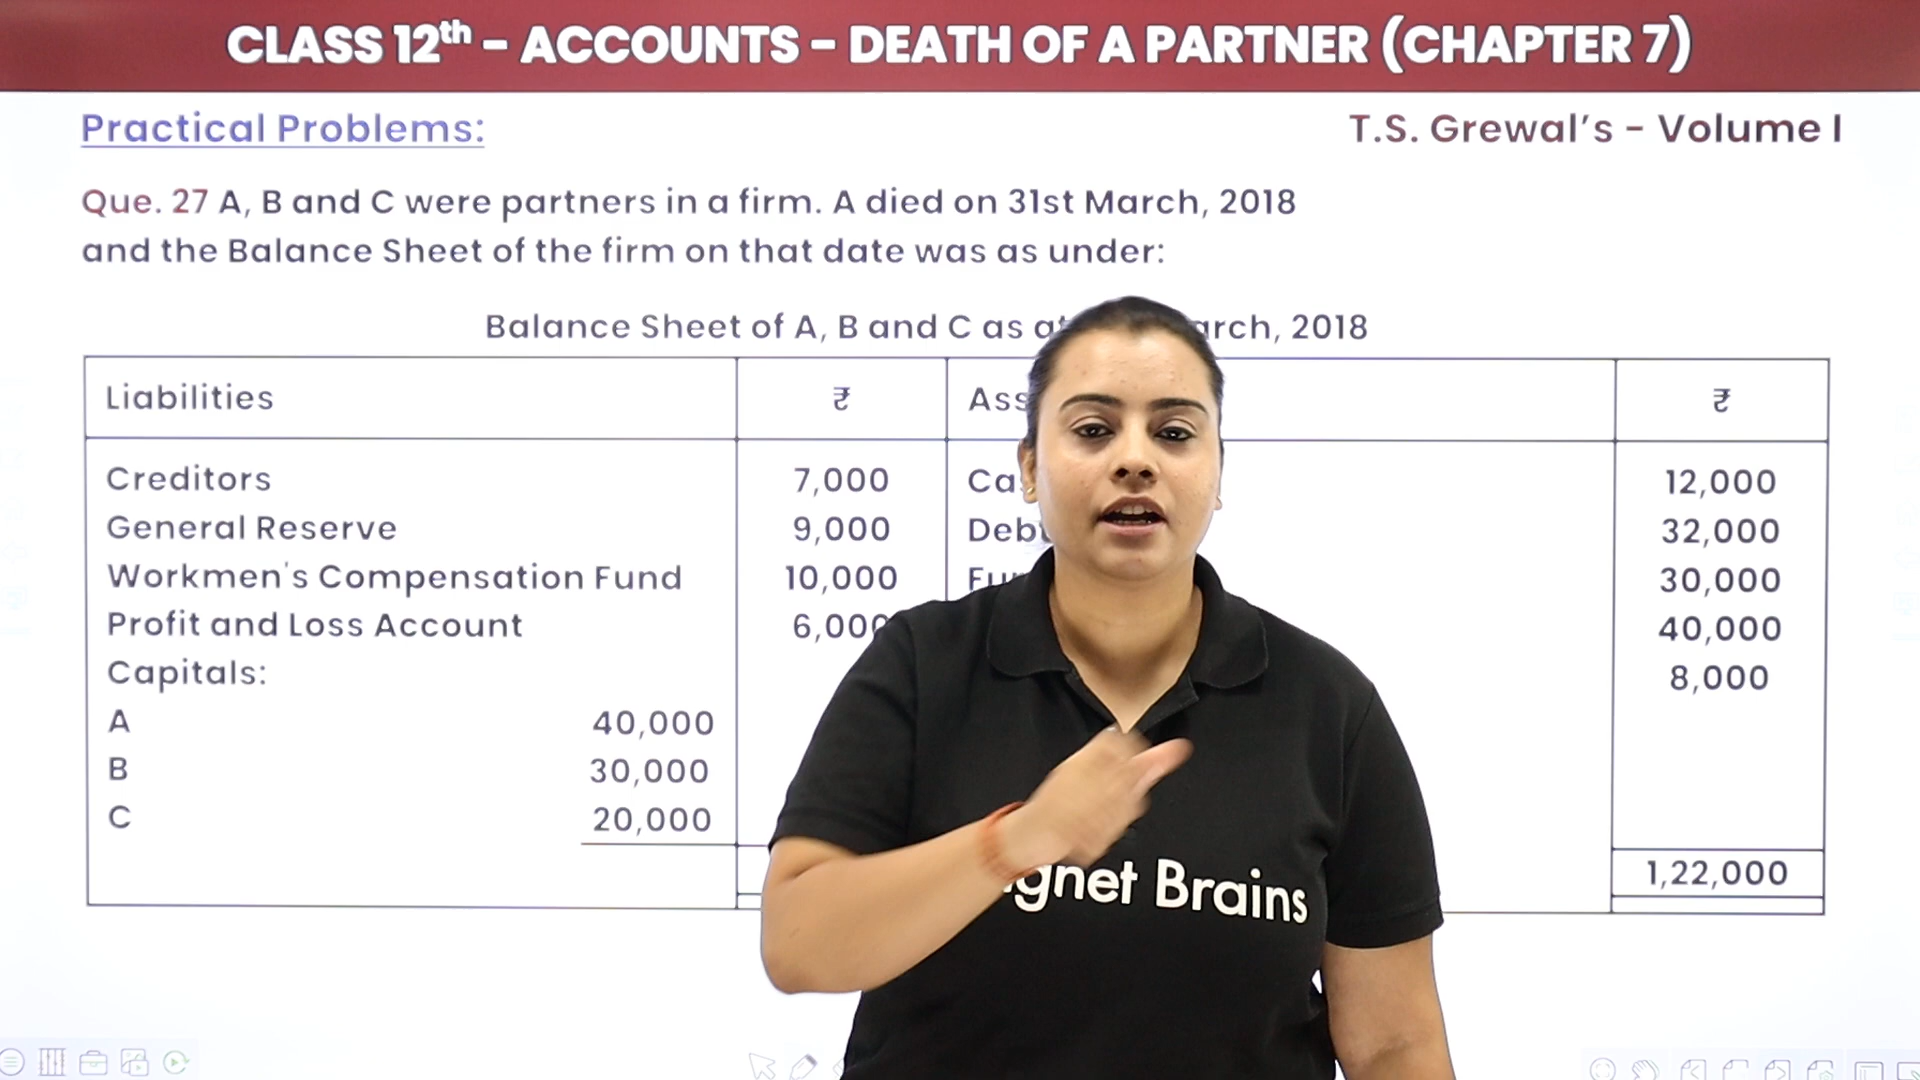 CLASS 12th – ACCOUNTS – DEATH OF A PARTNER (CHAPTER 7)
Practical Problems:
T.S. Grewal's - Volume I
Que. 27 A, B and C were partners in a firm. A died on 31st March, 2018
and the Balance Sheet of the firm on that date was as under:
Balance Sheet of A, B and C as 2018
Liabilities ₹ ₹
Creditors 7,000 12,000
General Reserve 9,000 32,000
Workmen's Compensation Fund 10,000 30,000
Profit and Loss Account 6,000 40,000
Capitals: 8,000
A 40,000
B 30,000
C 20,000
1,22,000
Brains